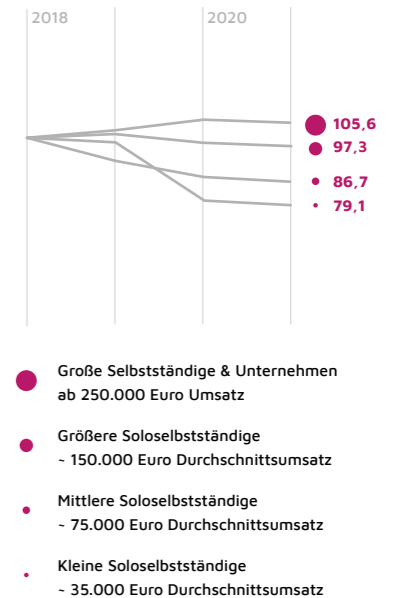 2018
2020
105,6
97,3
86,7
79,1
Große Selbstständige & Unternehmen
ab 250.000 Euro Umsatz
Größere Soloselbstständige
~ 150.000 Euro Durchschnittsumsatz
Mittlere Soloselbstständige
~ 75.000 Euro Durchschnittsumsatz
Kleine Soloselbstständige
~ 35.000 Euro Durchschnittsumsatz